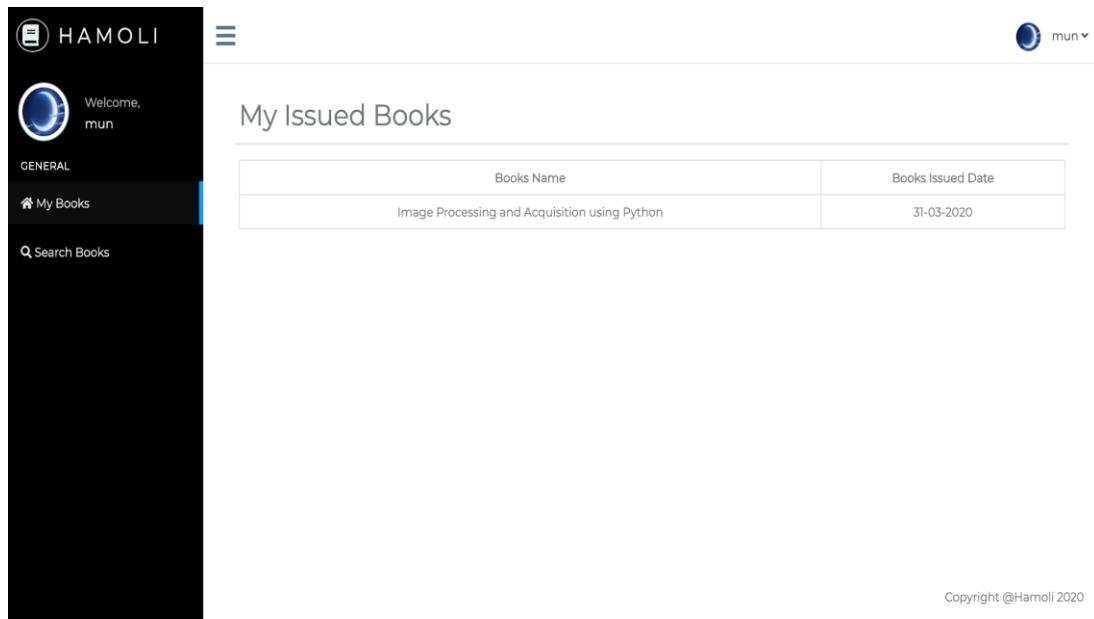 HAMOLI
mun
Welcome,
mun
GENERAL
My Books
Search Books
My Issued Books
Books Name Books Issued Date
Image Processing and Acquisition using Python 31-03-2020
Copyright @Hamoli 2020